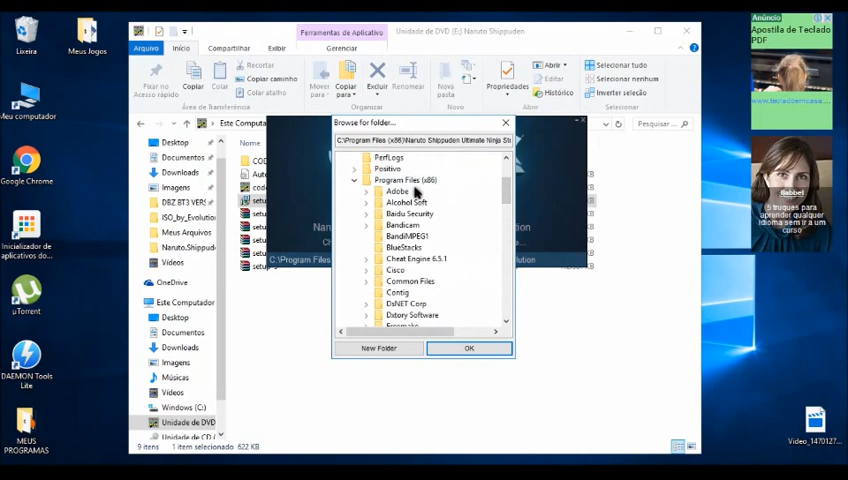 Lixeira
Meus Jogos
Meu computador
Google Chrome
Inicializador de
aplicativos do...
µTorrent
DAEMON Tools
Lite
MEUS
PROGRAMAS
Ferramentas de Aplicativo
Unidade de DVD (E:) Naruto Shippuden
Arquivo
Início
Compartilhar
Exibir
Gerenciar
Fixar no
Acesso rápido
Copiar
Colar
Recortar
Copiar caminho
Colar atalho
Área de Transferência
Mover
para
Copiar
para
Excluir
Renomear
Organizar
Nova
pasta
Novo
Propriedades
Abrir
Editar
Histórico
Abrir
Selecionar tudo
Limpar seleção
Inverter seleção
Selecionar
Este Computa
Pesquisar...
Desktop
Documentos
Downloads
Imagens
DBZ BT3 VERS
ISO_by_Evolution
Meus Arquivos
Naruto.Shippude
Vídeos
OneDrive
Este Computador
Desktop
Documentos
Downloads
Imagens
Músicas
Vídeos
Windows (C:)
Unidade de DVD
Unidade de CD (
Nome
C:\Program Files
Browse for folder...
C:\Program Files (x86)\Naruto Shippuden Ultimate Ninja Sto
PerfLogs
Positivo
Program Files (x86)
Adobe
Alcohol Soft
Baidu Security
Bandicam
BandiMPEG1
BlueStacks
Cheat Engine 6.5.1
Cisco
Common Files
Contig
DsNET Corp
Dxtory Software
Freemake
New Folder
OK
9 itens
1 item selecionado 622 KB
Anúncio
Apostila de Teclado
PDF
Babbel
5 truques para
aprender qualquer
idioma sem ir a um
curso
Video_1470127...